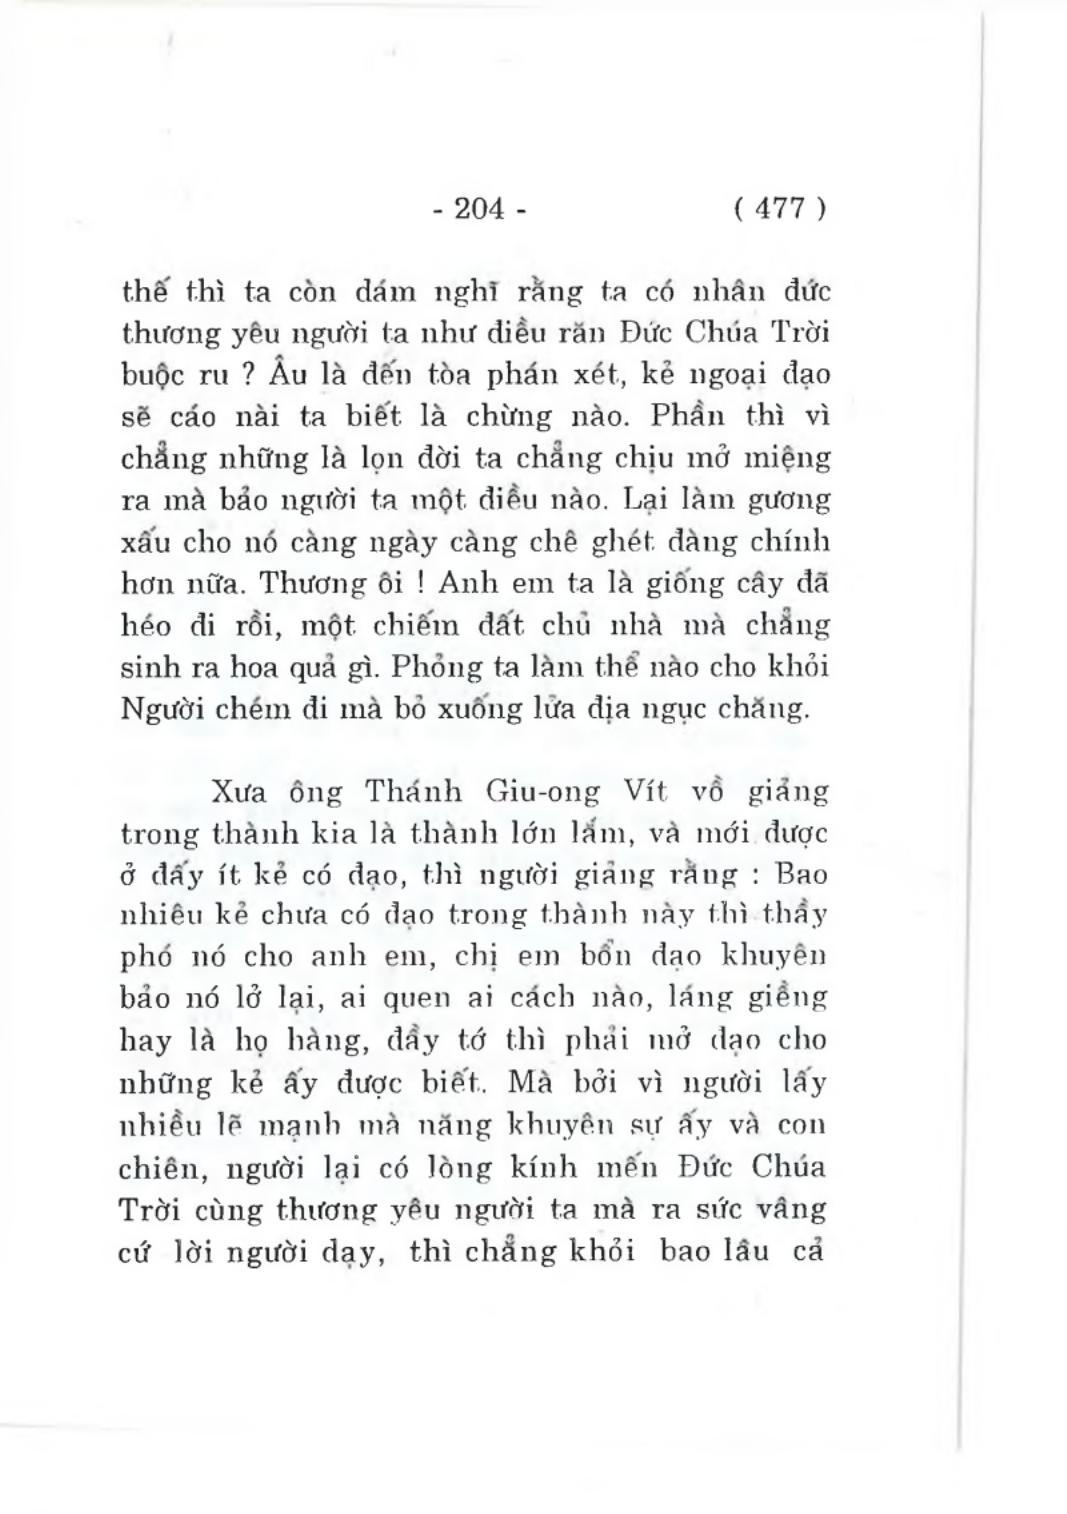 - 204 - ( 477 )
thế thì ta còn dám nghĩ rằng ta có nhân đức
thương yêu người ta như điều răn Đức Chúa Trời
buộc ru ? Âu là đến tòa phán xét, kẻ ngoại đạo
sẽ cáo nài ta biết là chừng nào. Phần thì vì
chẳng những là lọn đời ta chẳng chịu mở miệng
ra mà bảo người ta một điều nào. Lại làm gương
xấu cho nó càng ngày càng chê ghét đàng chính
hơn nữa. Thương ôi ! Anh em ta là giống cây đã
héo đi rồi, một chiếm đất chủ nhà mà chẳng
sinh ra hoa quả gì. Phỏng ta làm thể nào cho khỏi
Người chém đi mà bỏ xuống lửa địa ngục chăng.
Xưa ông Thánh Giu-ong Vít vồ giảng
trong thành kia là thành lớn lắm, và mới được
ở đấy ít kẻ có đạo, thì người giảng rằng : Bao
nhiêu kẻ chưa có đạo trong thành này thì thầy
phó nó cho anh em, chị em bổn đạo khuyên
bảo nó lở lại, ai quen ai cách nào, láng giềng
hay là họ hàng, đầy tớ thì phải mở đạo cho
những kẻ ấy được biết. Mà bởi vì người lấy
nhiều lẽ mạnh mà năng khuyên sự ấy và con
chiên, người lại có lòng kính mến Đức Chúa
Trời cùng thương yêu người ta mà ra sức vâng
cứ lời người dạy, thì chẳng khỏi bao lâu cả